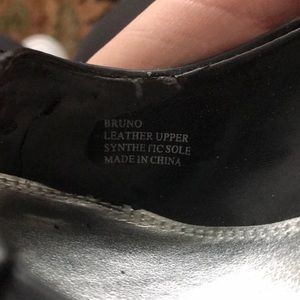 BRUNO
LEATHER UPPER
SYNTHETIC SOLE
MADE IN CHINA